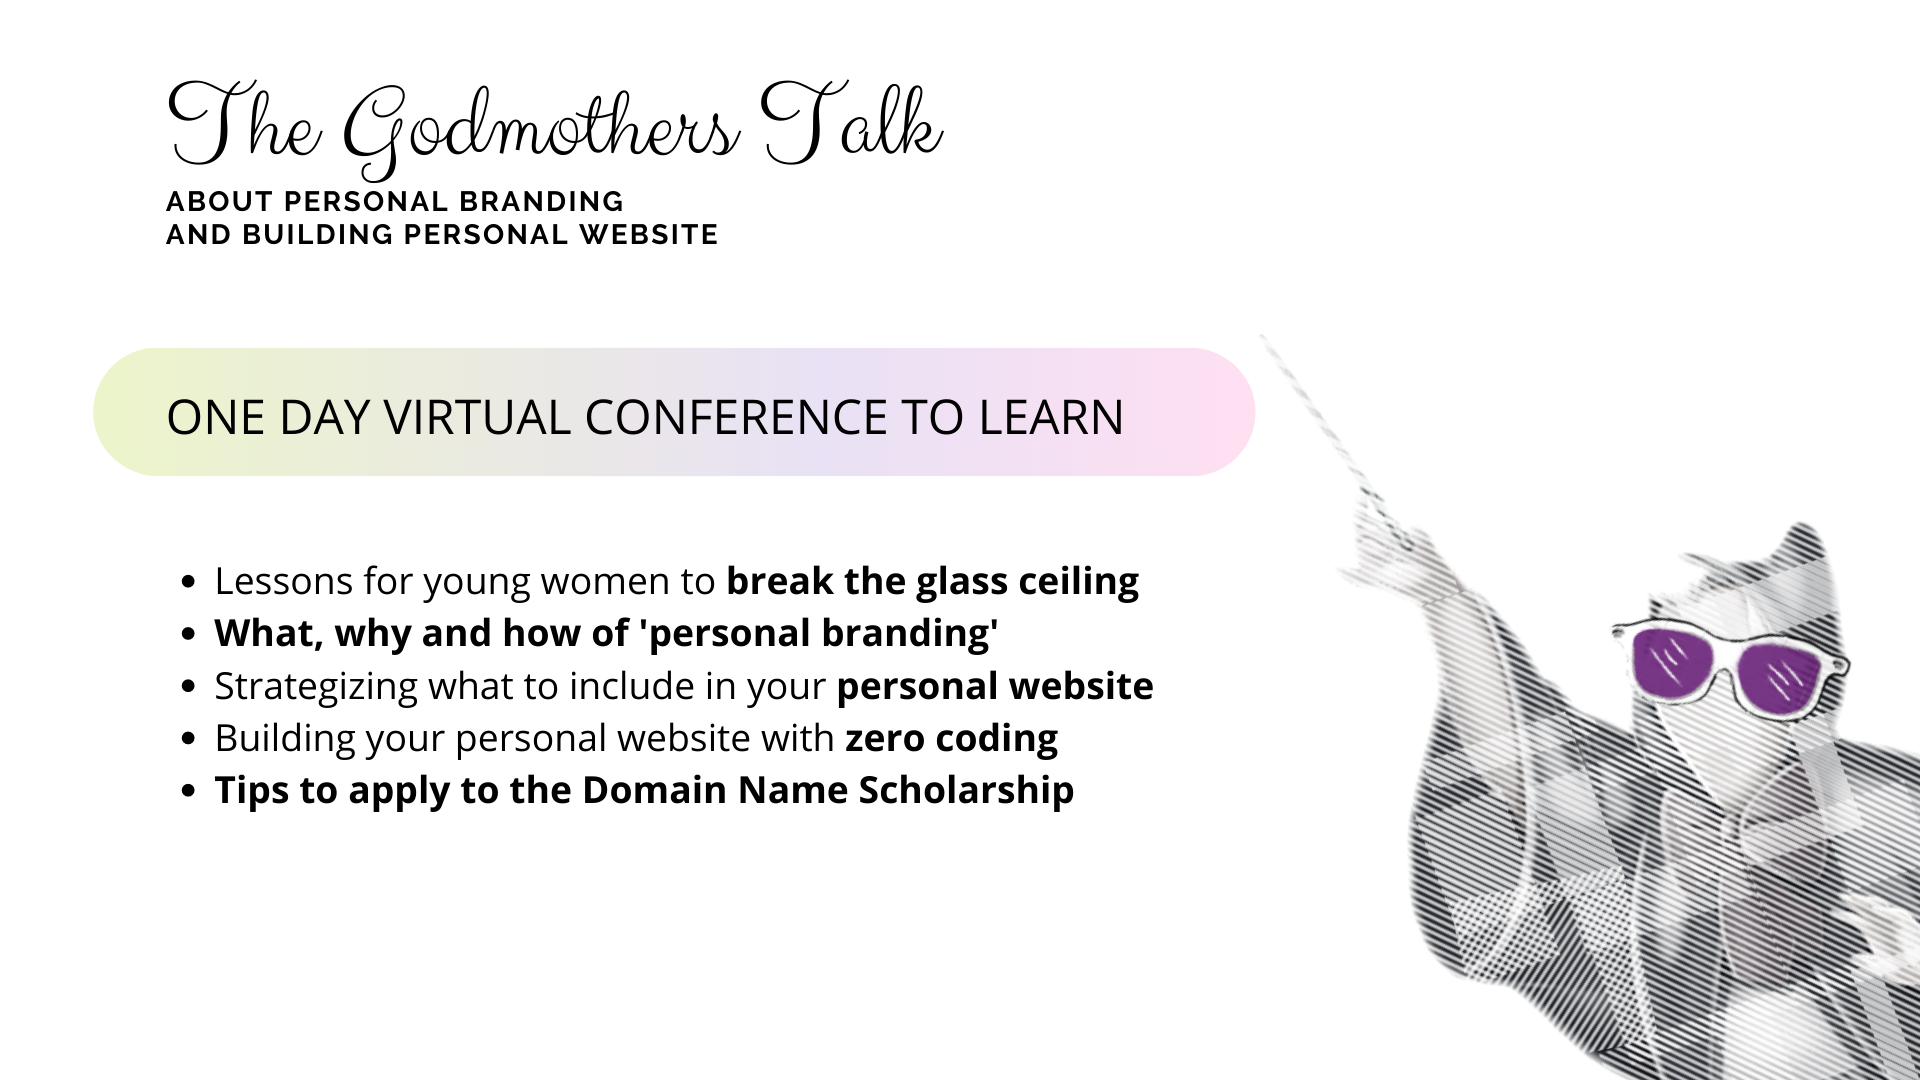 The Godmothers Talk
ABOUT PERSONAL BRANDING
AND BUILDING PERSONAL WEBSITE
ONE DAY VIRTUAL CONFERENCE TO LEARN
• Lessons for young women to break the glass ceiling
• What, why and how of 'personal branding'
• Strategizing what to include in your personal website
• Building your personal website with zero coding
• Tips to apply to the Domain Name Scholarship